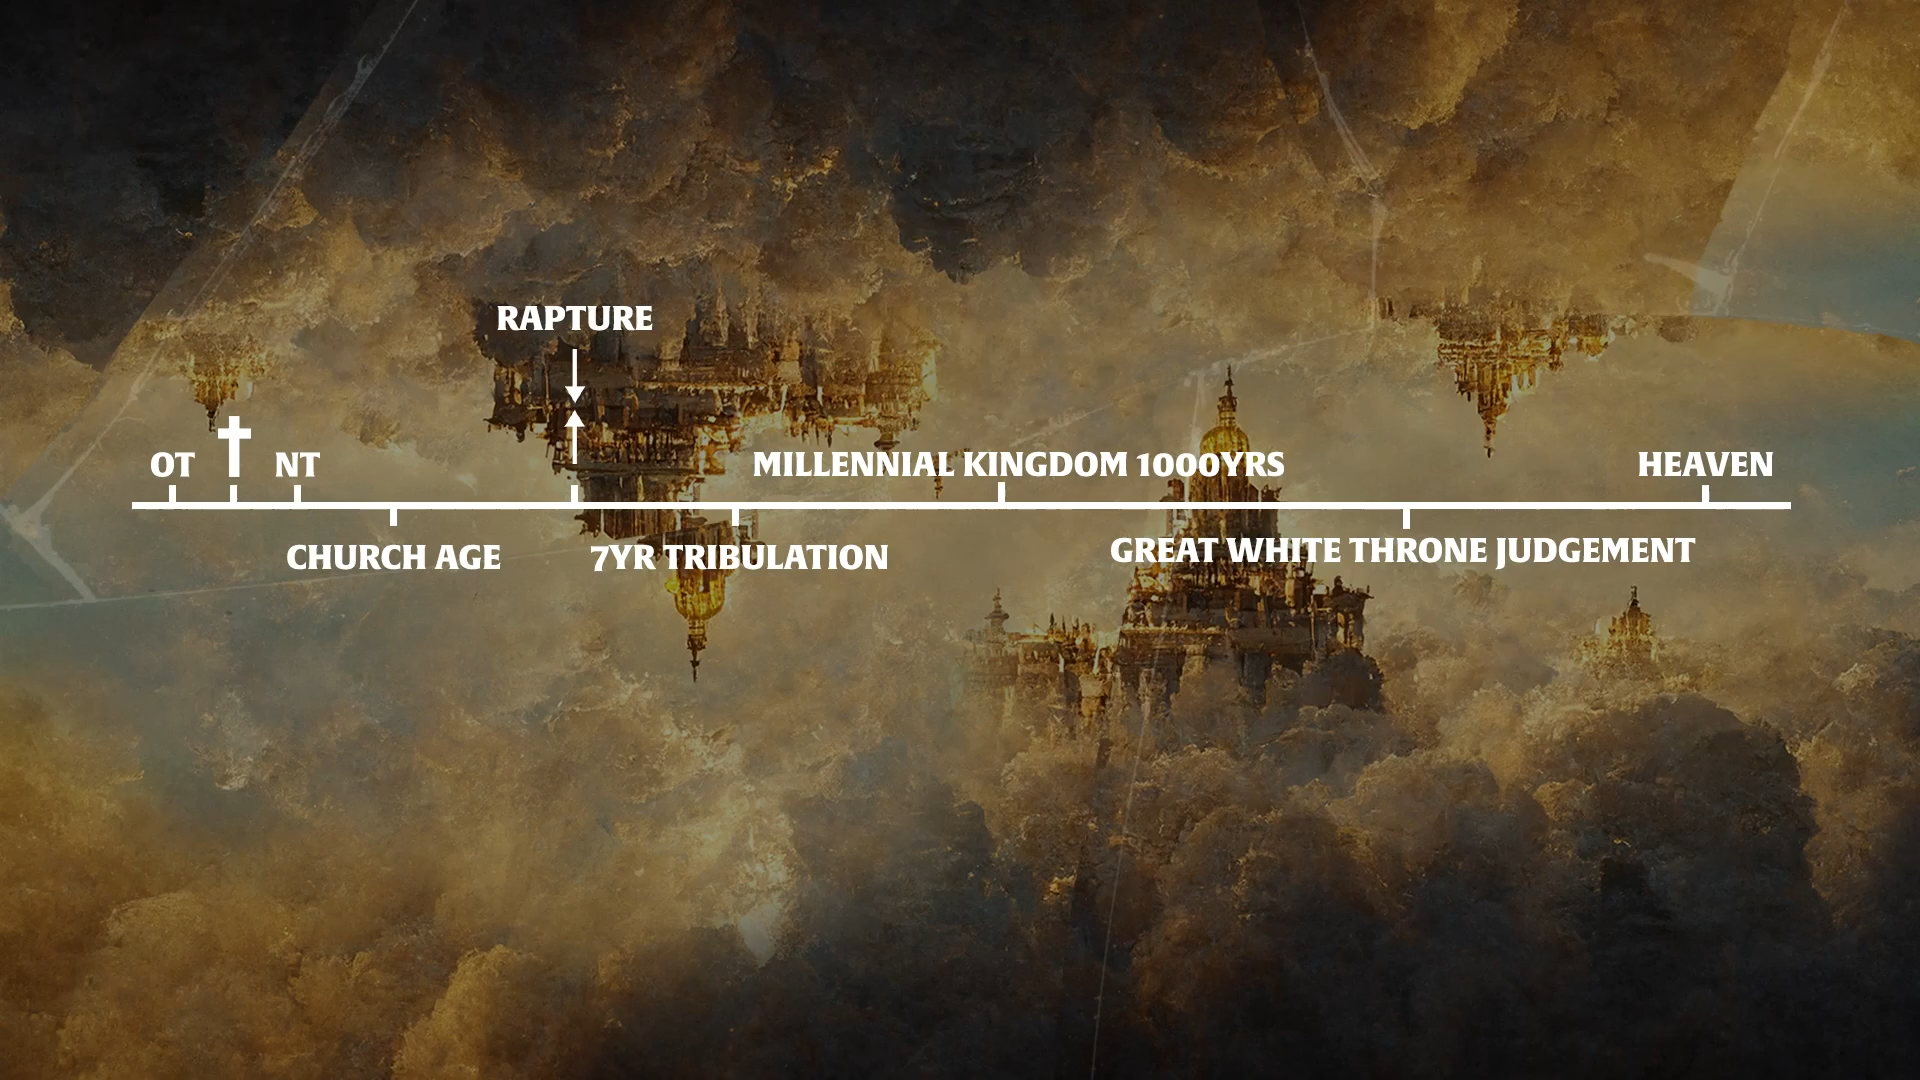 RAPTURE
OT NT MILLENNIAL KINGDOM 1000YRS HEAVEN
CHURCH AGE 7YR TRIBULATION GREAT WHITE THRONE JUDGEMENT